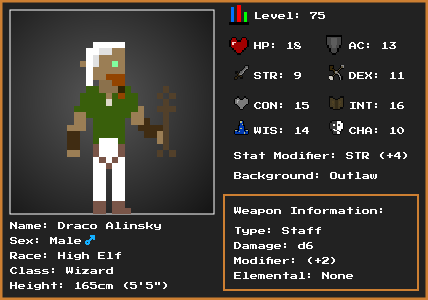 Level: 75
HP: 18 AC: 13
STR: 9 DEX: 11
CON: 15 INT: 16
WIS: 14 CHA: 10
Stat Modifier: STR (+4)
Background: Outlaw
Weapon Information:
Type: Staff
Damage: d6
Modifier: (+2)
Elemental: None
Name: Draco Alinsky
Sex: Male ♂
Race: High Elf
Class: Wizard
Height: 165cm (5'5")